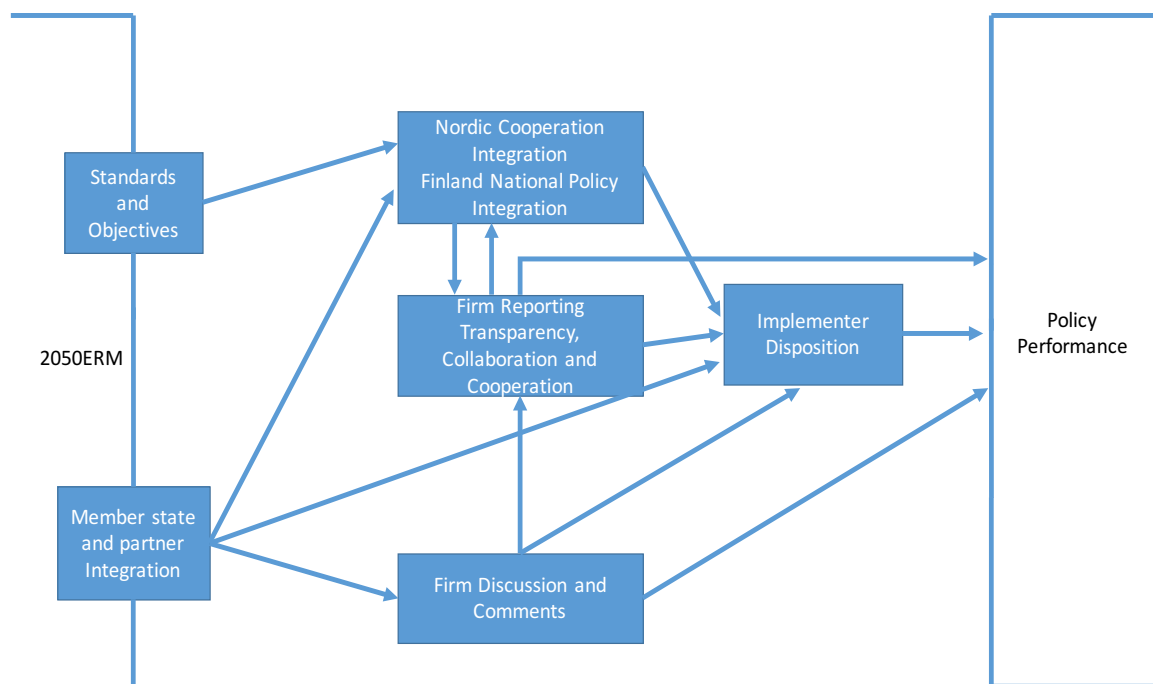 Nordic Cooperation
Integration
Finland National Policy
Integration
Standards
and
Objectives
Firm Reporting
Transparency,
Collaboration and
Cooperation
Implementer
Disposition
Policy
Performance
2050ERM
Member state
and partner
Integration
Firm Discussion and
Comments